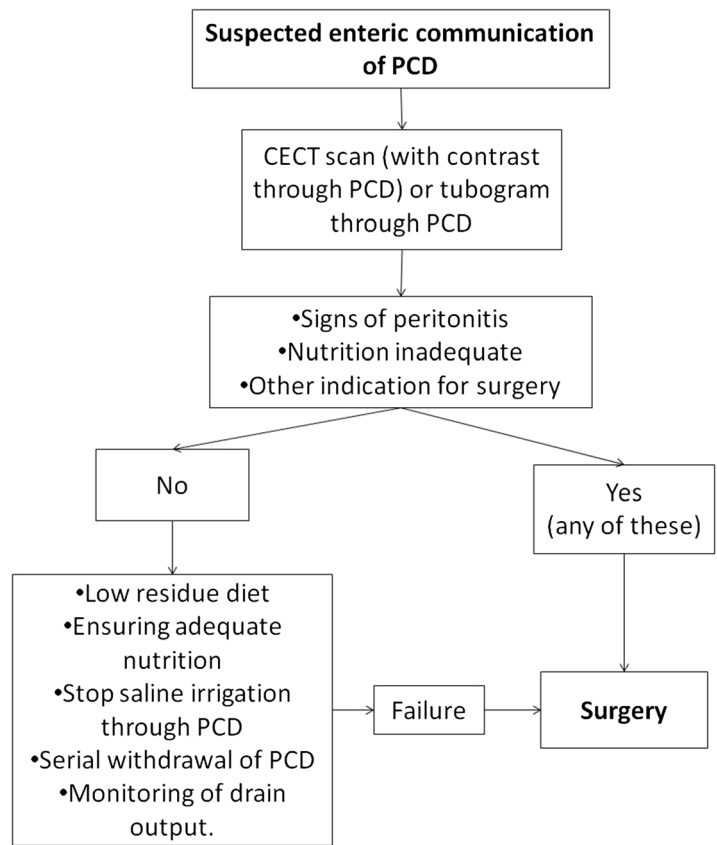 Suspected enteric communication
of PCD
CECT scan (with contrast
through PCD) or tubogram
through PCD
•Signs of peritonitis
•Nutrition inadequate
•Other indication for surgery
No
Yes
(any of these)
•Low residue diet
•Ensuring adequate
nutrition
•Stop saline irrigation
through PCD
•Serial withdrawal of PCD
•Monitoring of drain
output.
Failure
Surgery